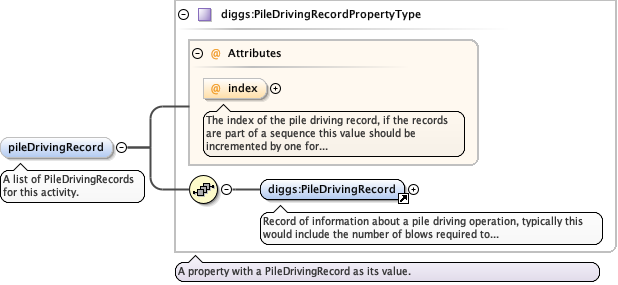 diggs:PileDrivingRecordPropertyType
@ Attributes
@ index
The index of the pile driving record, if the records
are part of a sequence this value should be
incremented by one for...
pileDrivingRecord
A list of PileDrivingRecords
for this activity.
diggs:PileDrivingRecord
Record of information about a pile driving operation, typically this
would include the number of blows required to...
A property with a PileDrivingRecord as its value.